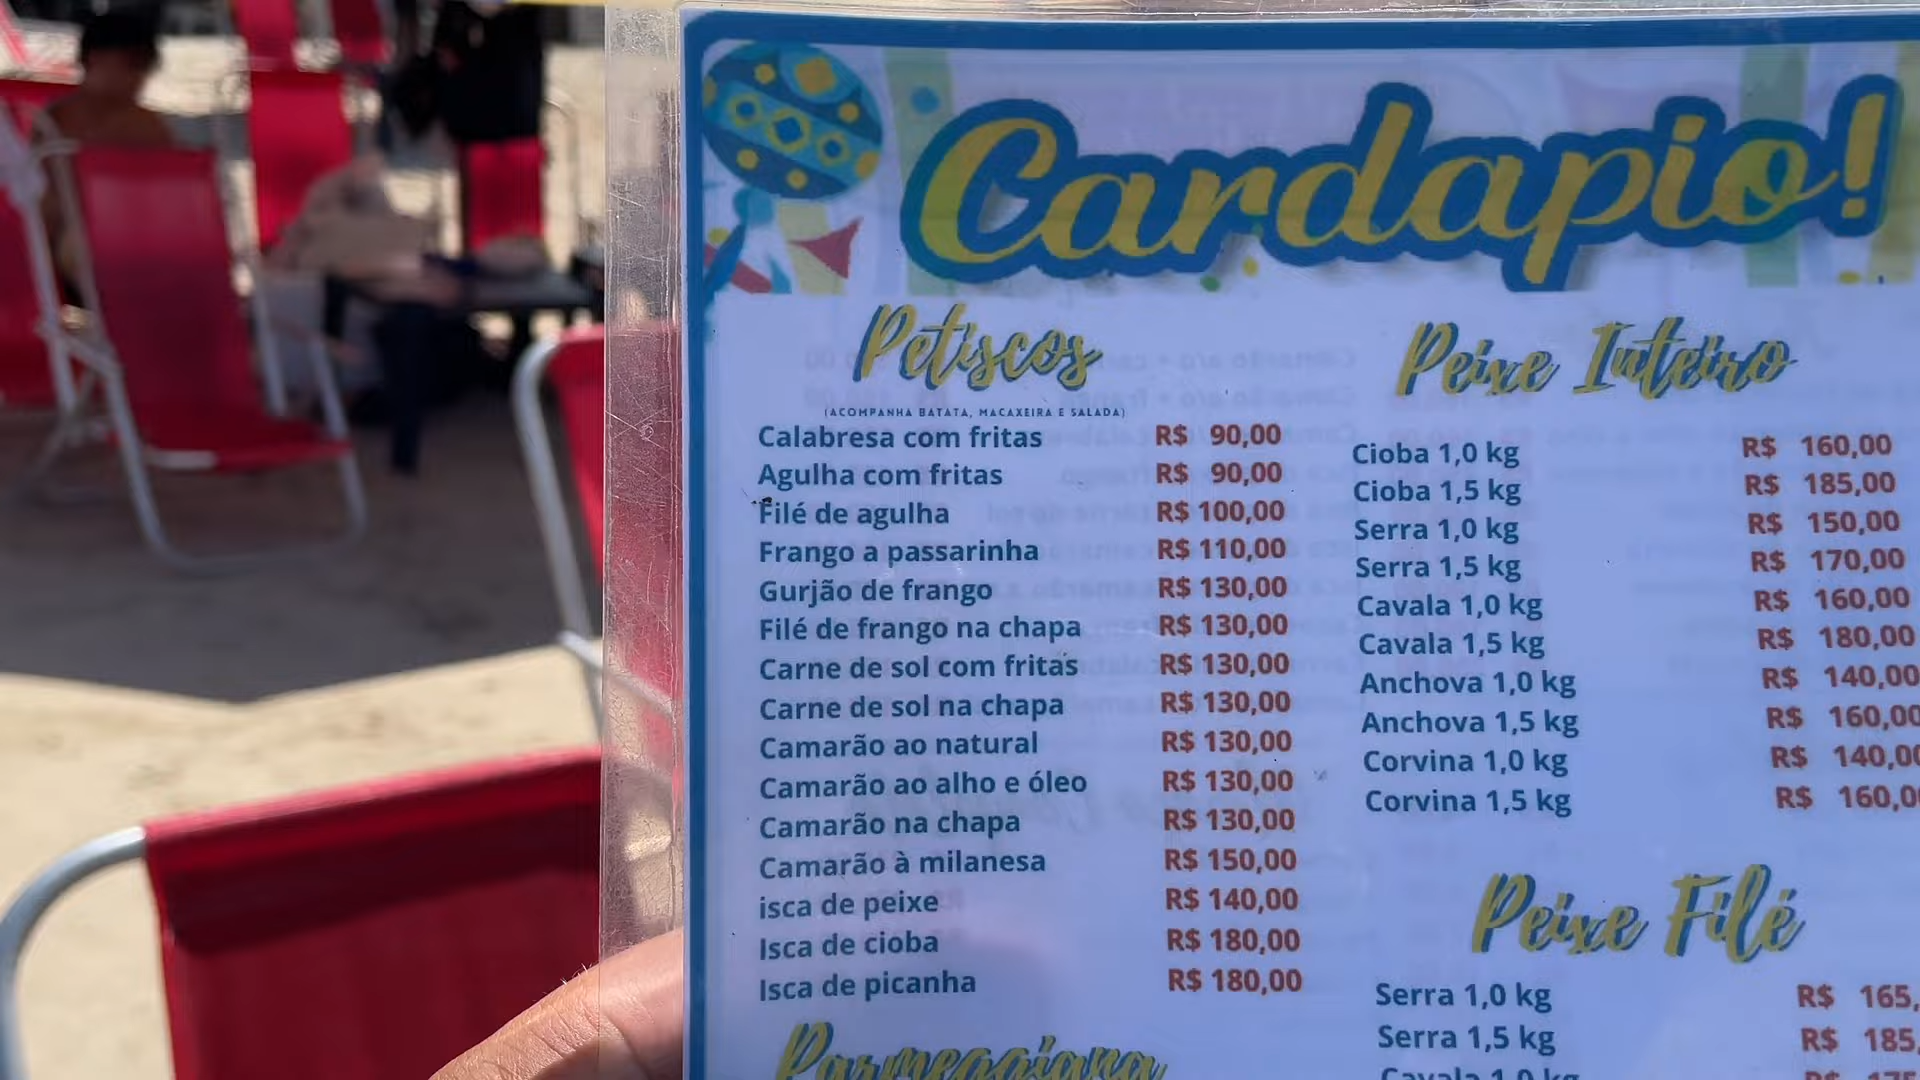 Cardapio!
Petiscos
(ACOMPANHA BATATA, MACAXEIRA E SALADA)
Calabresa com fritas R$ 90,00
Agulha com fritas R$ 90,00
Filé de agulha R$ 100,00
Frango a passarinha R$ 110,00
Gurjão de frango R$ 130,00
Filé de frango na chapa R$ 130,00
Carne de sol com fritas R$ 130,00
Carne de sol na chapa R$ 130,00
Camarão ao natural R$ 130,00
Camarão ao alho e óleo R$ 130,00
Camarão na chapa R$ 130,00
Camarão à milanesa R$ 150,00
isca de peixe R$ 140,00
Isca de cioba R$ 180,00
Isca de picanha R$ 180,00
Parmeggiana
Peixe Inteiro
Cioba 1,0 kg R$ 160,00
Cioba 1,5 kg R$ 185,00
Serra 1,0 kg R$ 150,00
Serra 1,5 kg R$ 170,00
Cavala 1,0 kg R$ 160,00
Cavala 1,5 kg R$ 180,00
Anchova 1,0 kg R$ 140,00
Anchova 1,5 kg R$ 160,00
Corvina 1,0 kg R$ 140,00
Corvina 1,5 kg R$ 160,0
Peixe Filé
Serra 1,0 kg R$ 165,
Serra 1,5 kg R$ 185,
Cavala 1,0 kg R$ 175